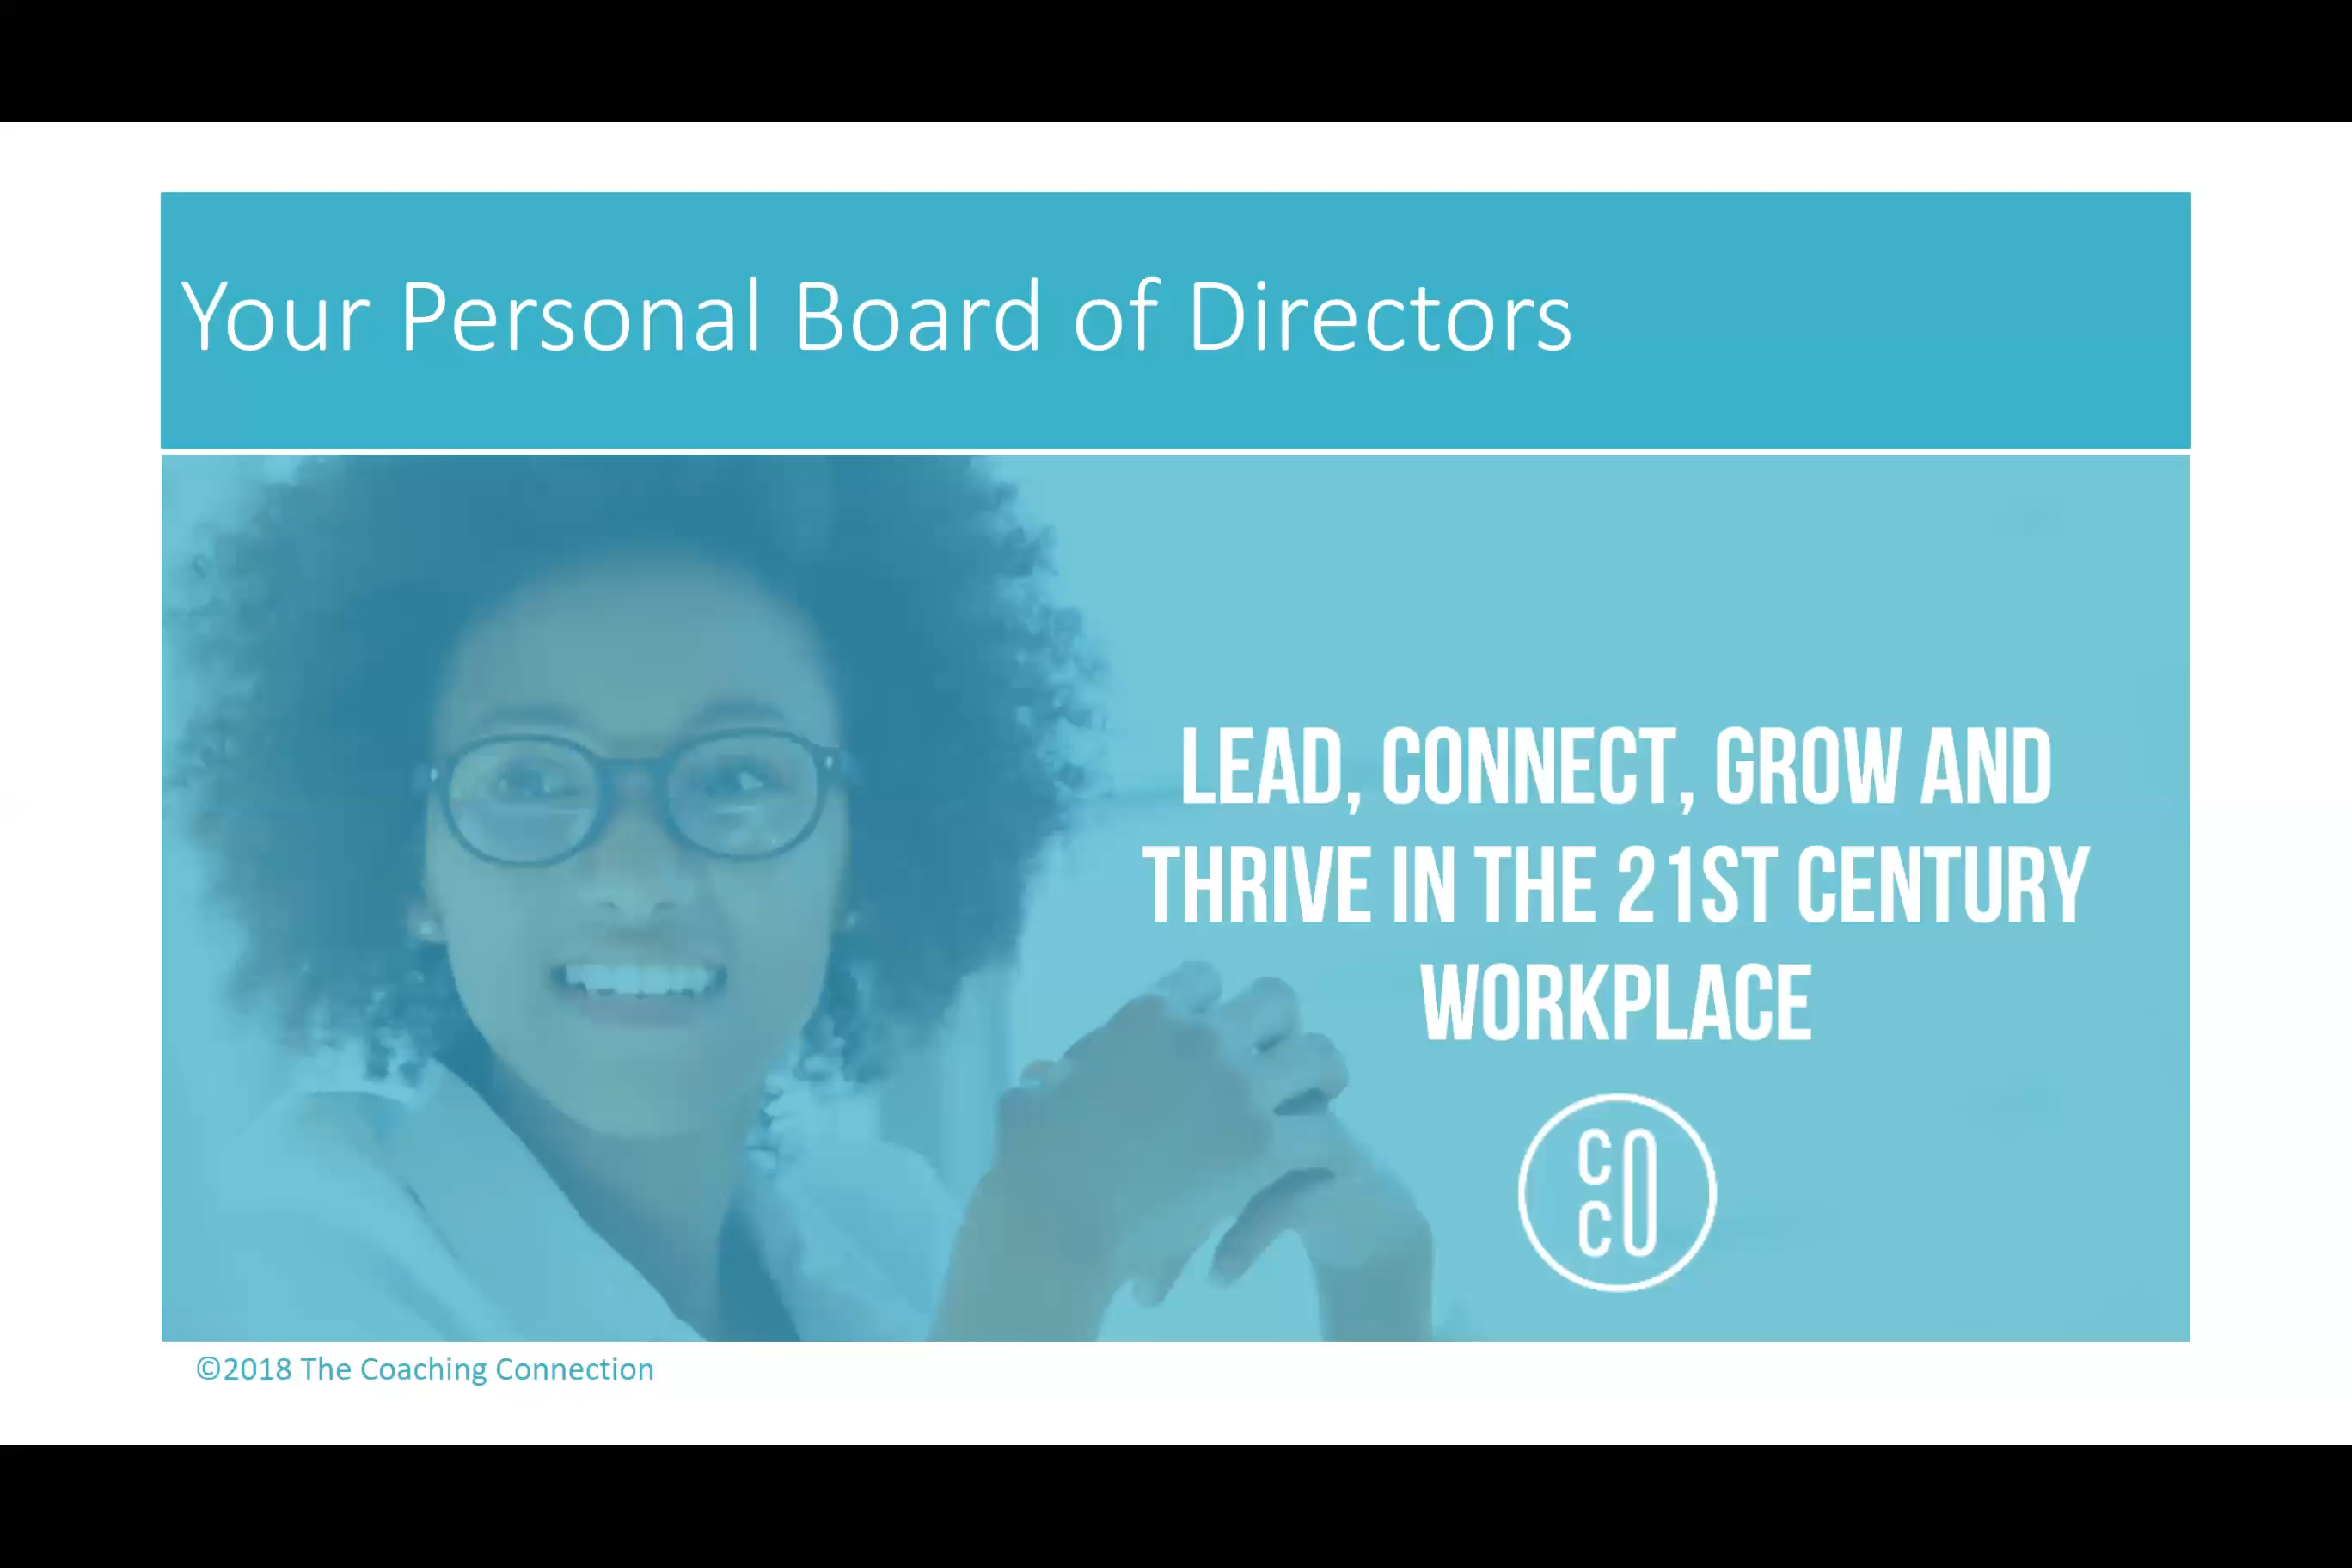 Your Personal Board of Directors
LEAD, CONNECT, GROW AND
THRIVE IN THE 21ST CENTURY
WORKPLACE
CO
C
©2018 The Coaching Connection